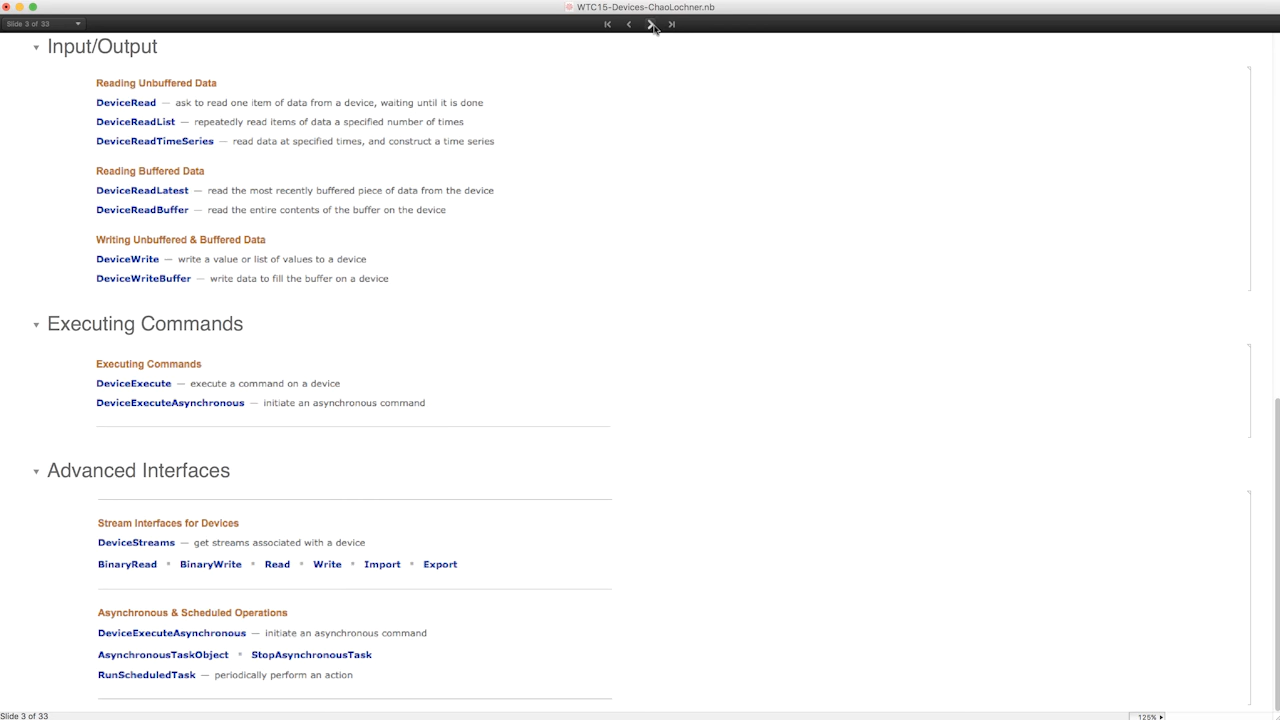 WTC15-Devices-ChaoLochner.nb
Slide 3 of 33
Input/Output
Reading Unbuffered Data
DeviceRead — ask to read one item of data from a device, waiting until it is done
DeviceReadList — repeatedly read items of data a specified number of times
DeviceReadTimeSeries — read data at specified times, and construct a time series
Reading Buffered Data
DeviceReadLatest — read the most recently buffered piece of data from the device
DeviceReadBuffer — read the entire contents of the buffer on the device
Writing Unbuffered & Buffered Data
DeviceWrite — write a value or list of values to a device
DeviceWriteBuffer — write data to fill the buffer on a device
Executing Commands
Executing Commands
DeviceExecute — execute a command on a device
DeviceExecuteAsynchronous — initiate an asynchronous command
Advanced Interfaces
Stream Interfaces for Devices
DeviceStreams — get streams associated with a device
BinaryRead ▪ BinaryWrite ▪ Read ▪ Write ▪ Import ▪ Export
Asynchronous & Scheduled Operations
DeviceExecuteAsynchronous — initiate an asynchronous command
AsynchronousTaskObject ▪ StopAsynchronousTask
RunScheduledTask — periodically perform an action
Slide 3 of 33
125%